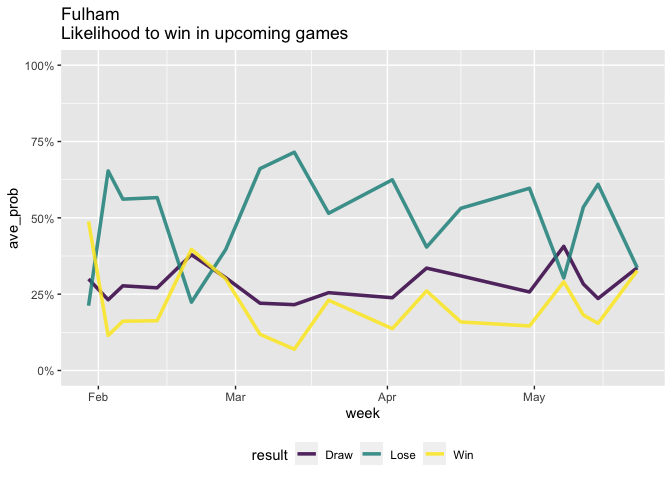 Fulham
Likelihood to win in upcoming games
100%
75%
50%
25%
0%
ave_prob
Feb
Mar
Apr
May
week
result
Draw
Lose
Win